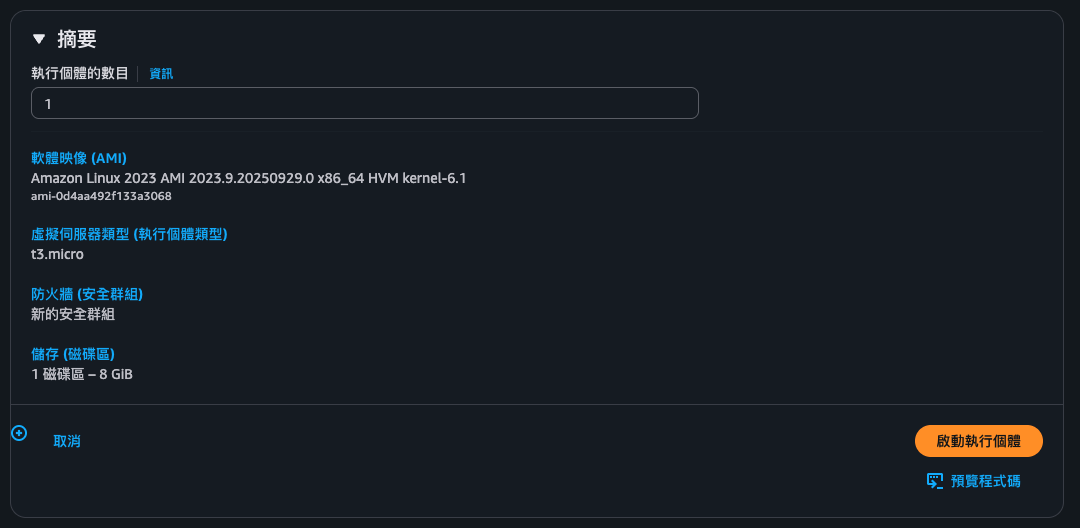 摘要
執行個體的數目
資訊
1
軟體映像 (AMI)
Amazon Linux 2023 AMI 2023.9.20250929.0 x86_64 HVM kernel-6.1
ami-0d4aa492f133a3068
虛擬伺服器類型 (執行個體類型)
t3.micro
防火牆 (安全群組)
新的安全群組
儲存 (磁碟區)
1 磁碟區 – 8 GiB
取消
啟動執行個體
預覽程式碼